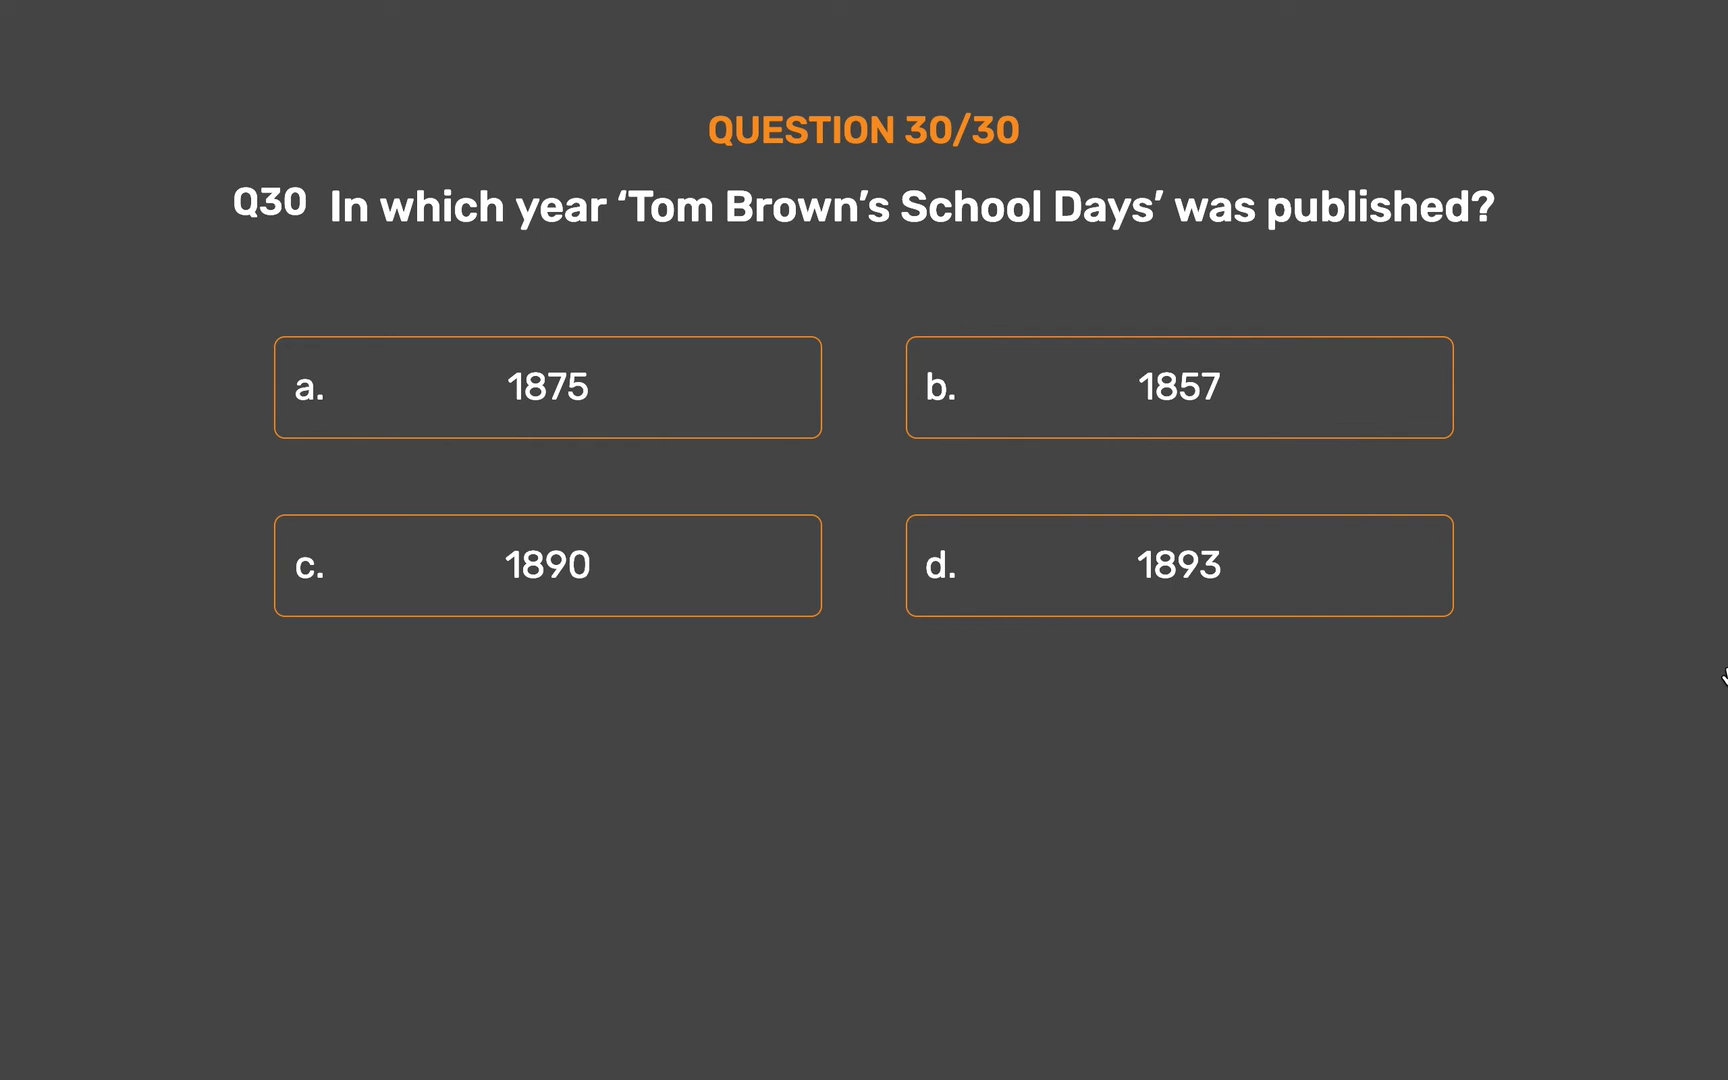 QUESTION 30/30
Q30 In which year ‘Tom Brown’s School Days’ was published?
a. 1875
b. 1857
c. 1890
d. 1893